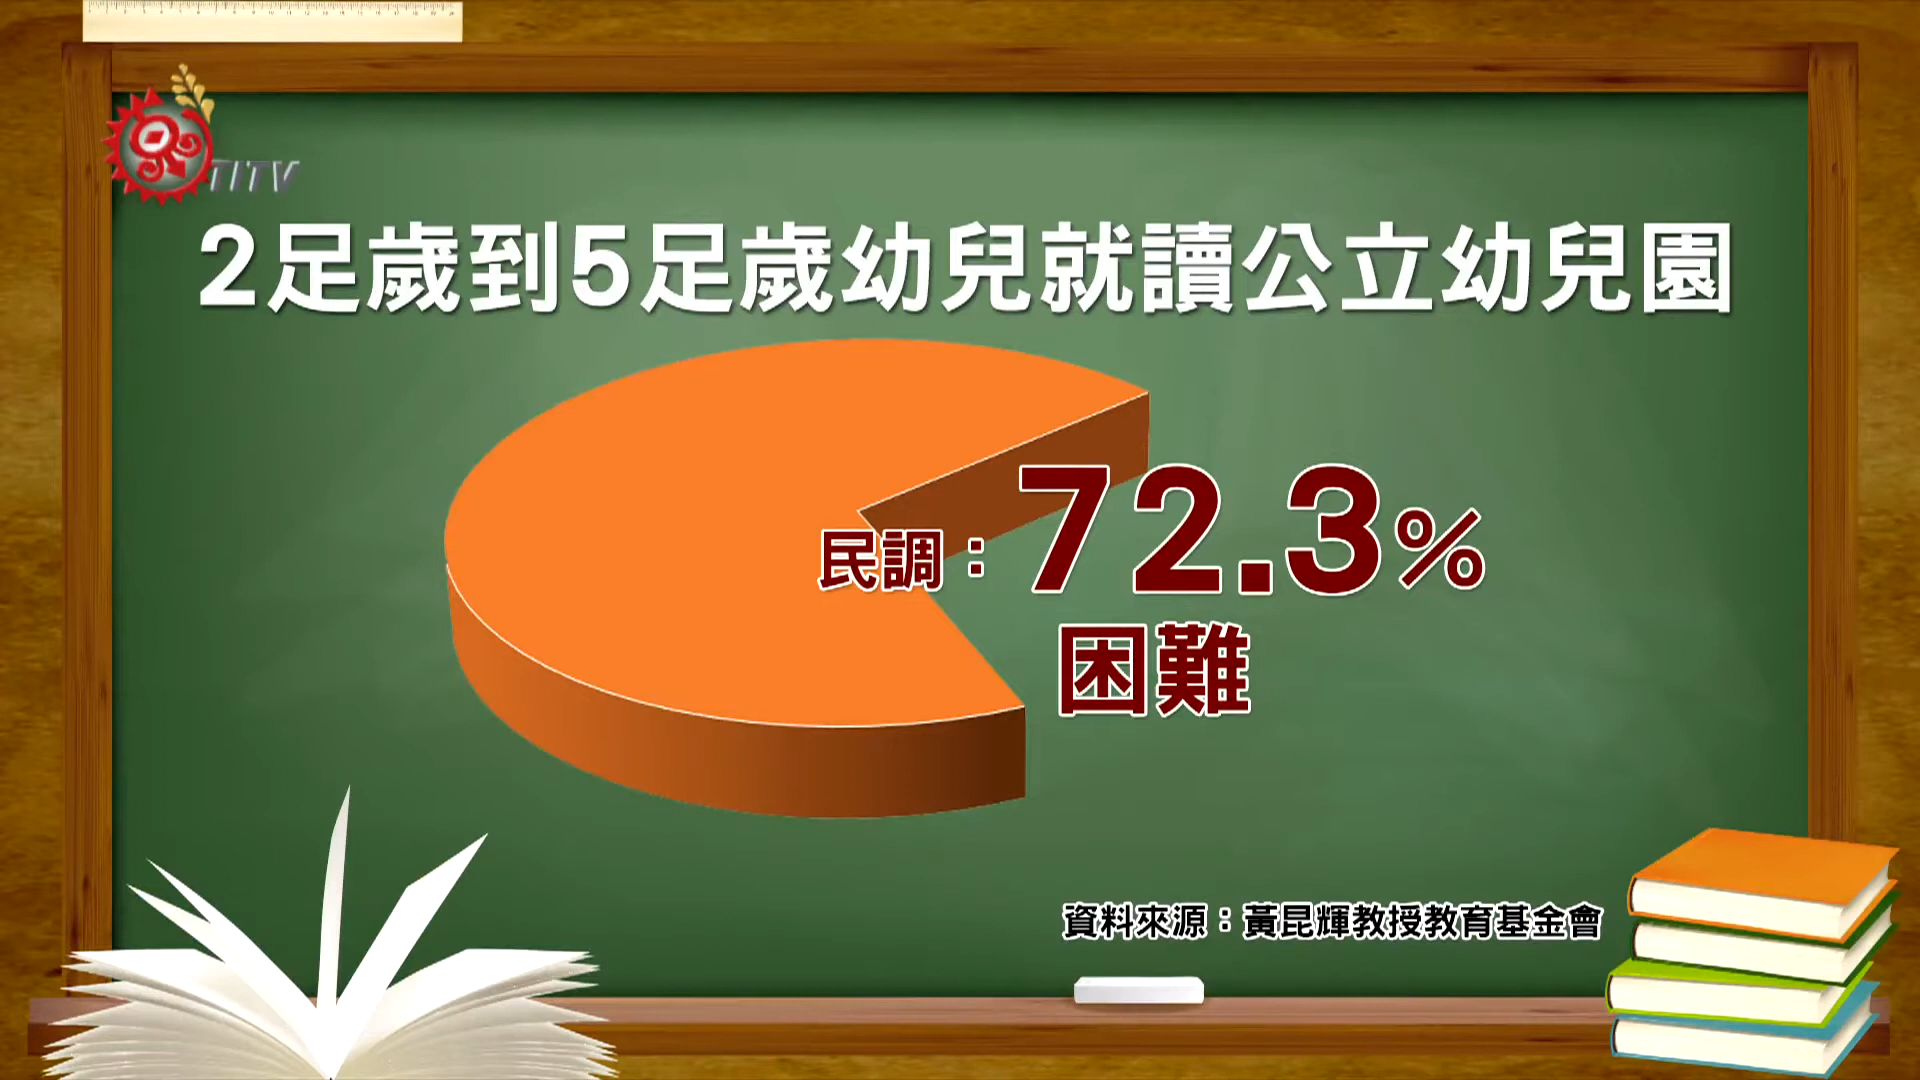 TITV
2足歲到5足歲幼兒就讀公立幼兒園
民調：72.3%
困難
資料來源：黃昆輝教授教育基金會